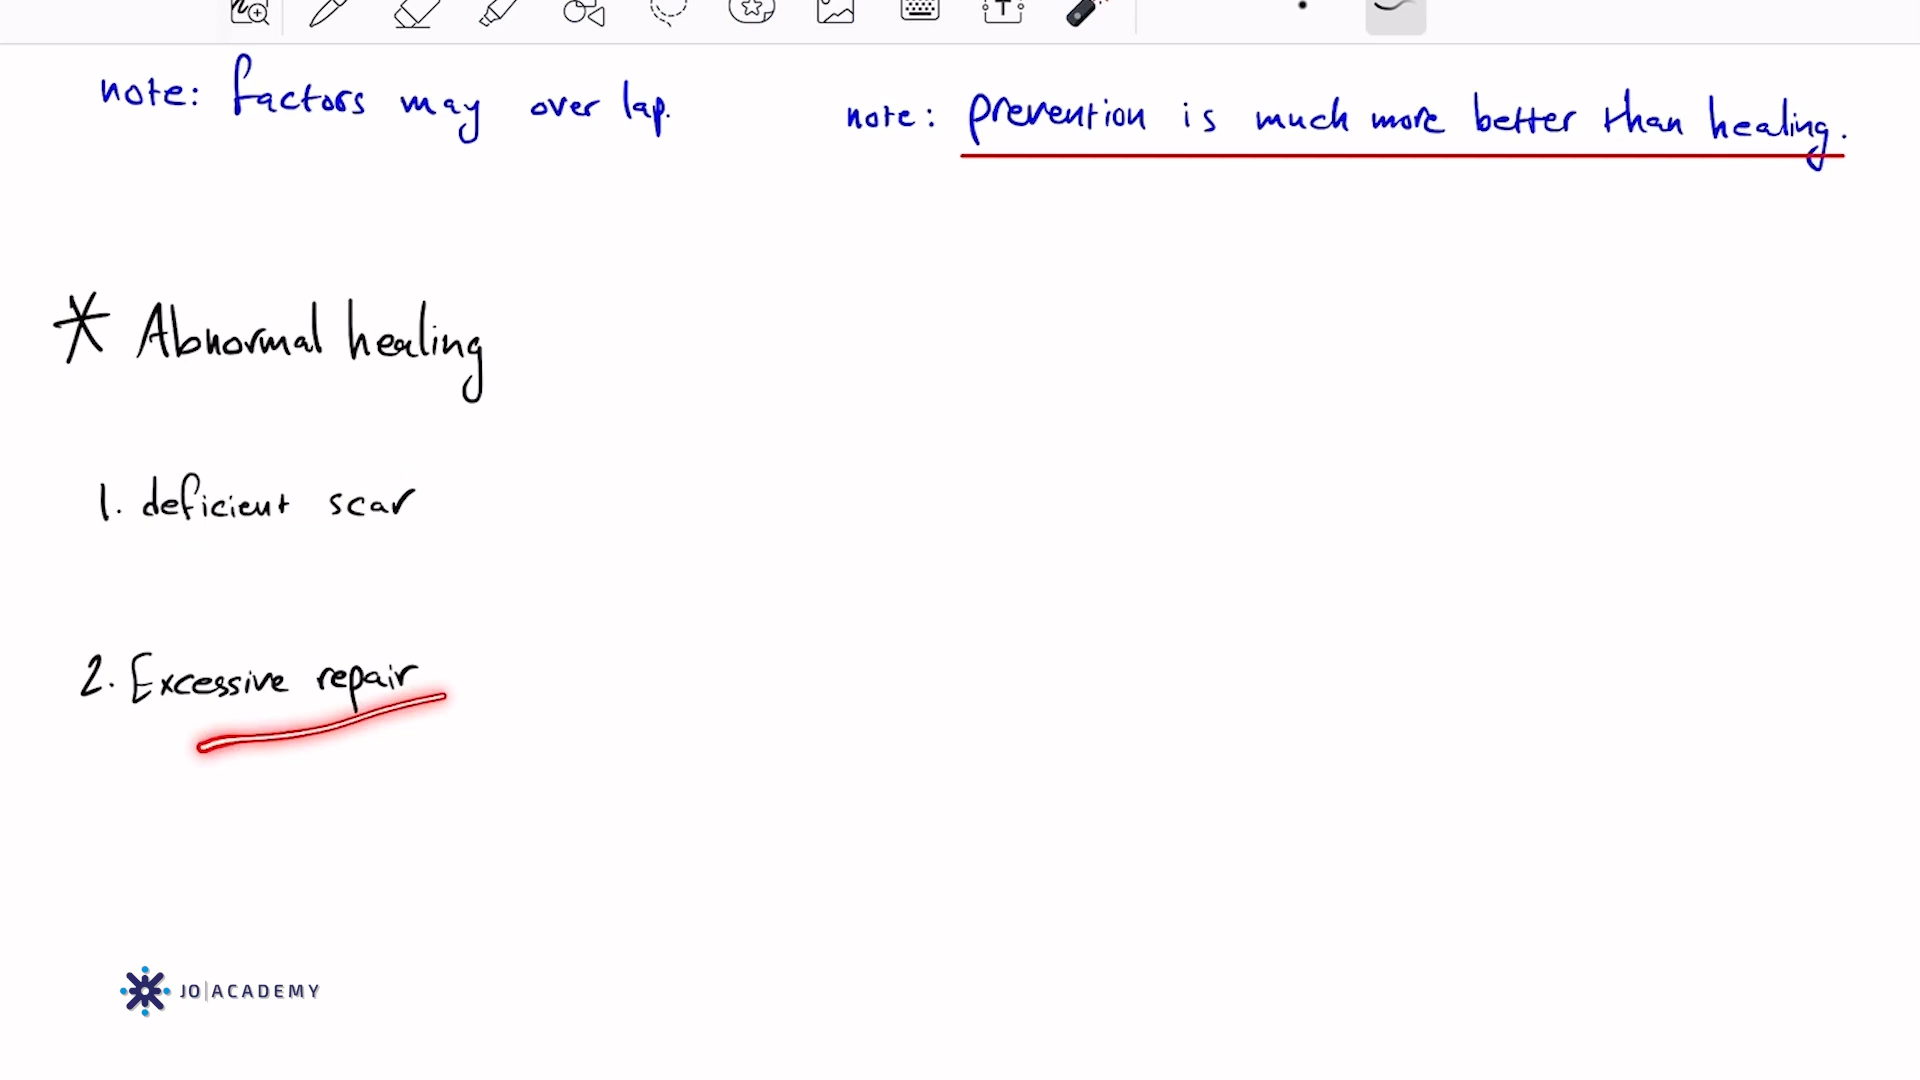 note: factors may over lap.
note: prevention is much more better than healing.
* Abnormal healing
1. deficient scar
2. Excessive repair
JO|ACADEMY